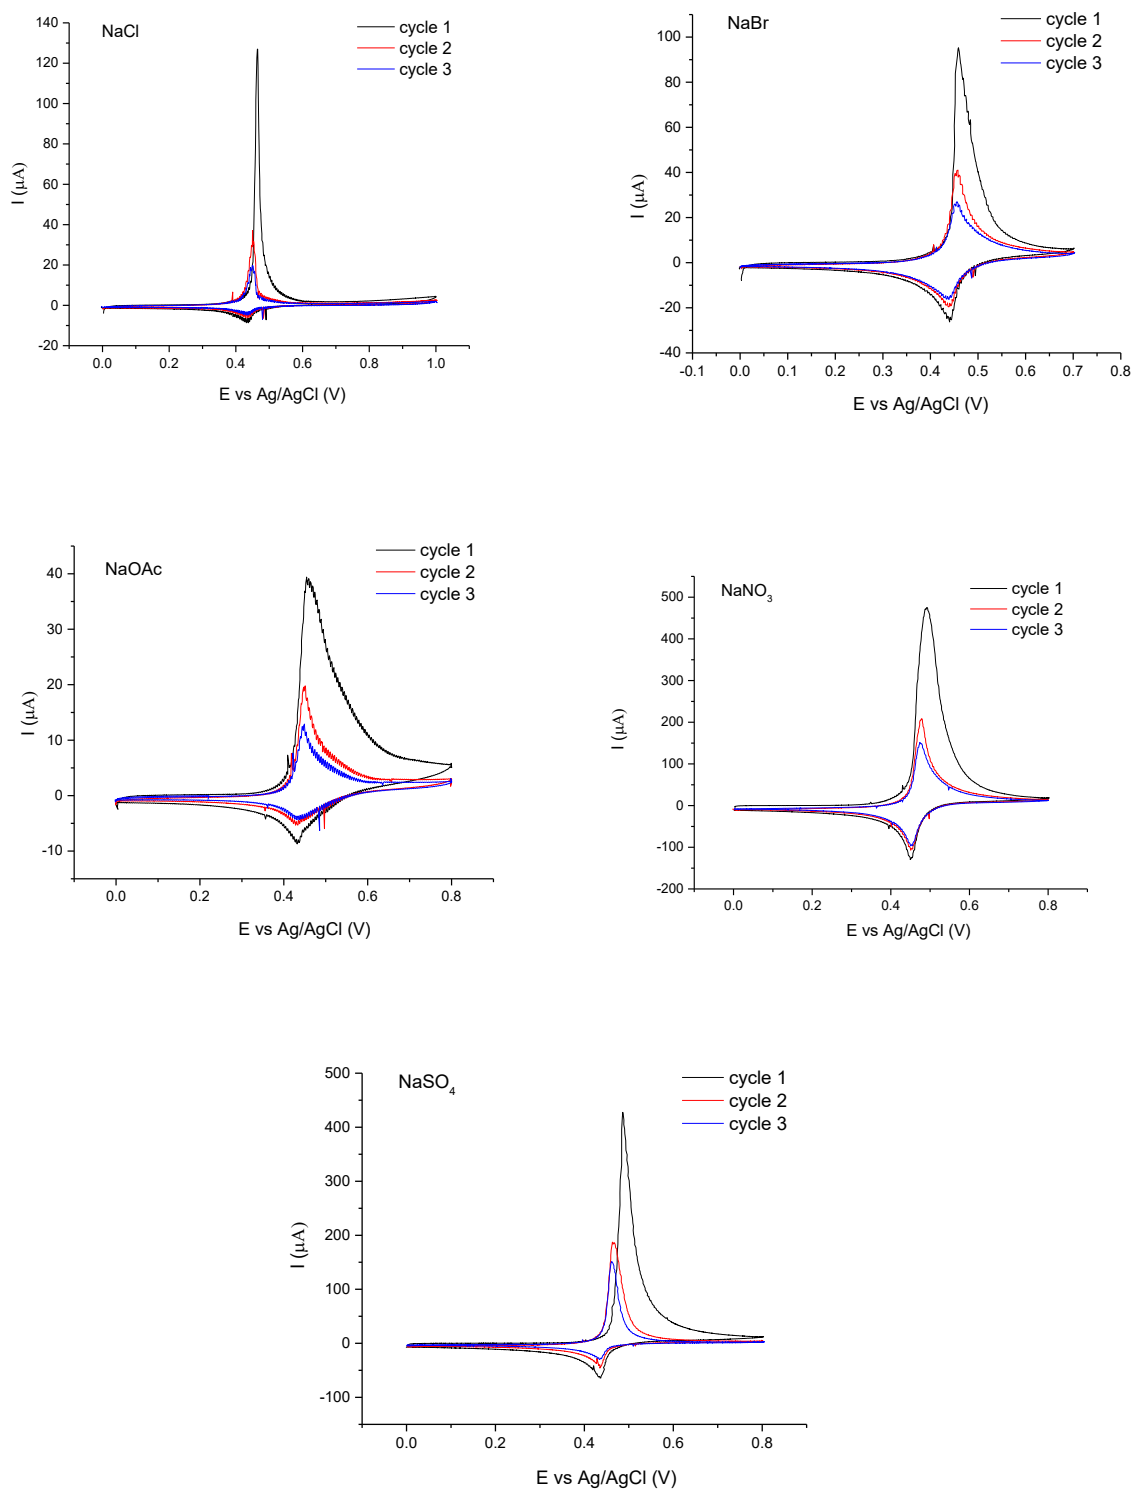 NaCl
cycle 1
cycle 2
cycle 3
140
120
100
80
60
40
20
0
-20
I (µA)
0.0 0.2 0.4 0.6 0.8 1.0
E vs Ag/AgCl (V)
NaBr
cycle 1
cycle 2
cycle 3
100
80
60
40
20
0
-20
-40
I (µA)
-0.1 0.0 0.1 0.2 0.3 0.4 0.5 0.6 0.7 0.8
E vs Ag/AgCl (V)
NaOAc
cycle 1
cycle 2
cycle 3
40
30
20
10
0
-10
I (µA)
0.0 0.2 0.4 0.6 0.8
E vs Ag/AgCl (V)
NaNO₃
cycle 1
cycle 2
cycle 3
500
400
300
200
100
0
-100
-200
I (µA)
0.0 0.2 0.4 0.6 0.8
E vs Ag/AgCl (V)
NaSO₄
cycle 1
cycle 2
cycle 3
500
400
300
200
100
0
-100
I (µA)
0.0 0.2 0.4 0.6 0.8
E vs Ag/AgCl (V)